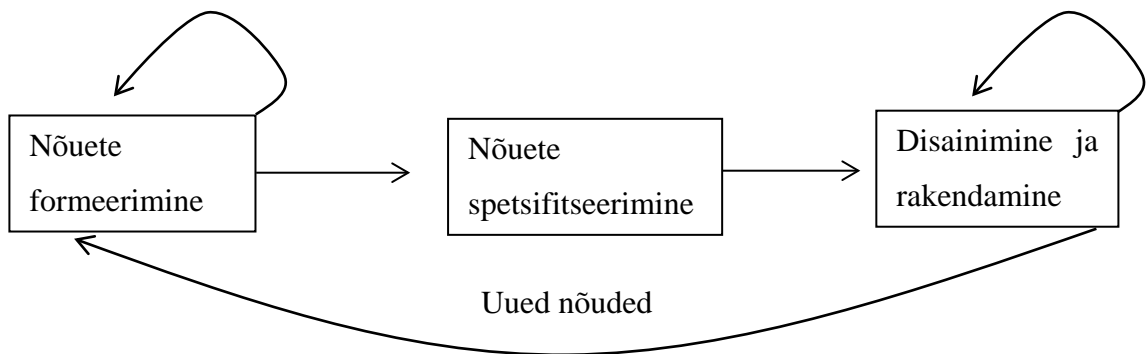 Nõuete
formeerimine
Nõuete
spetsifitseerimine
Disainimine ja
rakendamine
Uued nõuded